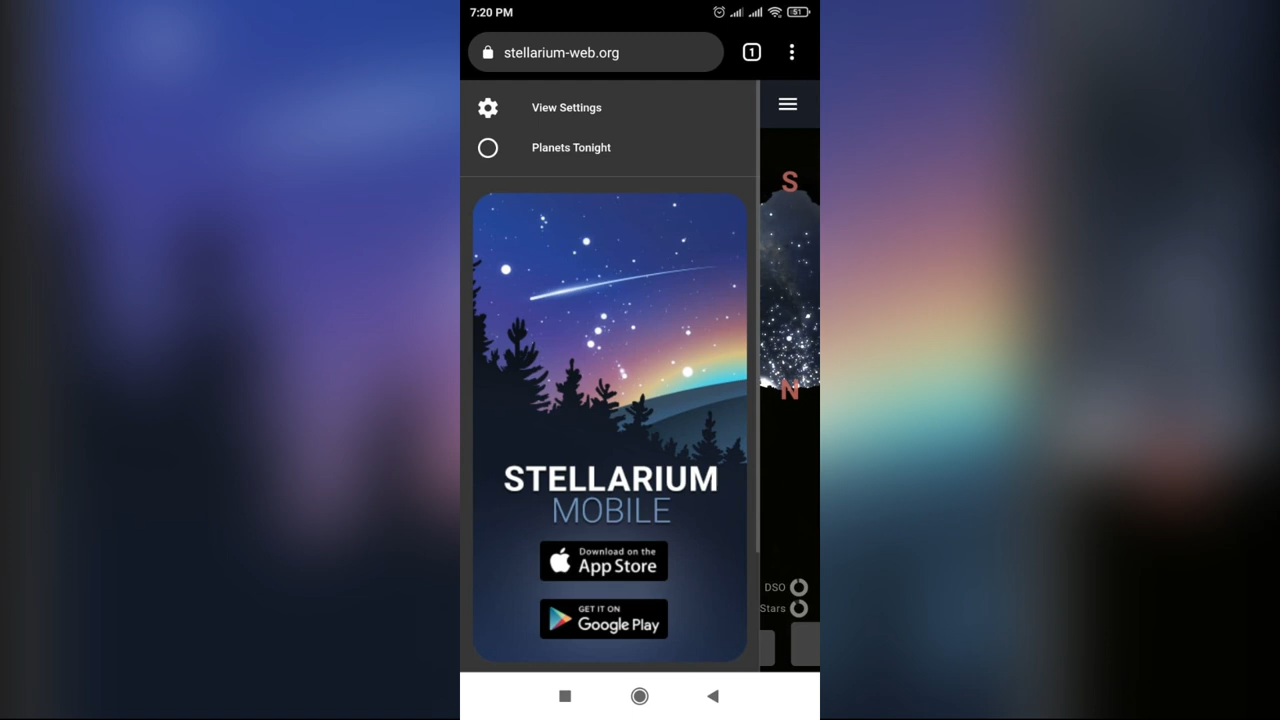 7:20 PM
51
stellarium-web.org
1
View Settings
Planets Tonight
S
N
STELLARIUM
MOBILE
Download on the
App Store
GET IT ON
Google Play
DSO
Stars